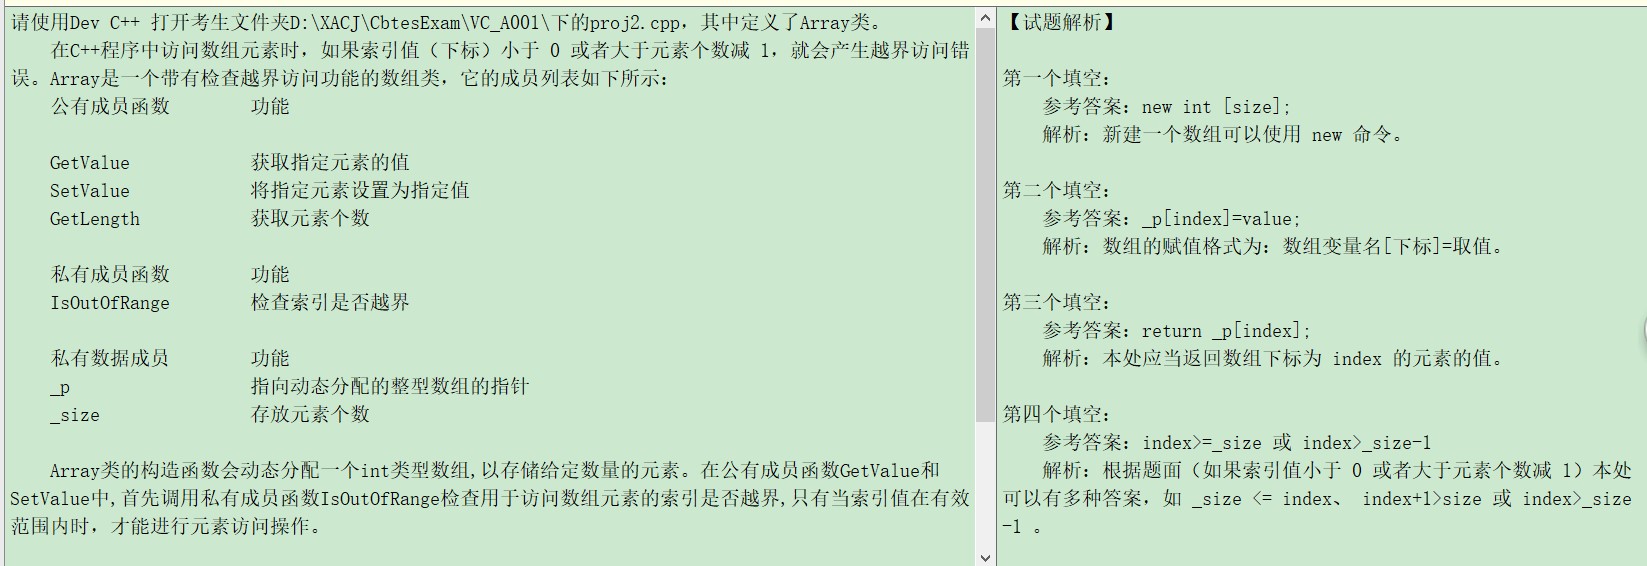 请使用Dev C++ 打开考生文件夹D:\XACJ\CbtesExam\VC_A001\下的proj2.cpp，其中定义了Array类。
在C++程序中访问数组元素时，如果索引值（下标）小于 0 或者大于元素个数减 1，就会产生越界访问错
误。Array是一个带有检查越界访问功能的数组类，它的成员列表如下所示：
公有成员函数 功能
GetValue 获取指定元素的值
SetValue 将指定元素设置为指定值
GetLength 获取元素个数
私有成员函数 功能
IsOutOfRange 检查索引是否越界
私有数据成员 功能
_p 指向动态分配的整型数组的指针
_size 存放元素个数
Array类的构造函数会动态分配一个int类型数组,以存储给定数量的元素。在公有成员函数GetValue和
SetValue中,首先调用私有成员函数IsOutOfRange检查用于访问数组元素的索引是否越界,只有当索引值在有效
范围内时，才能进行元素访问操作。
【试题解析】
第一个填空：
参考答案：new int [size];
解析：新建一个数组可以使用 new 命令。
第二个填空：
参考答案：_p[index]=value;
解析：数组的赋值格式为：数组变量名[下标]=取值。
第三个填空：
参考答案：return _p[index];
解析：本处应当返回数组下标为 index 的元素的值。
第四个填空：
参考答案：index>=_size 或 index>_size-1
解析：根据题面（如果索引值小于 0 或者大于元素个数减 1）本处
可以有多种答案，如 _size <= index、 index+1>size 或 index>_size
-1 。